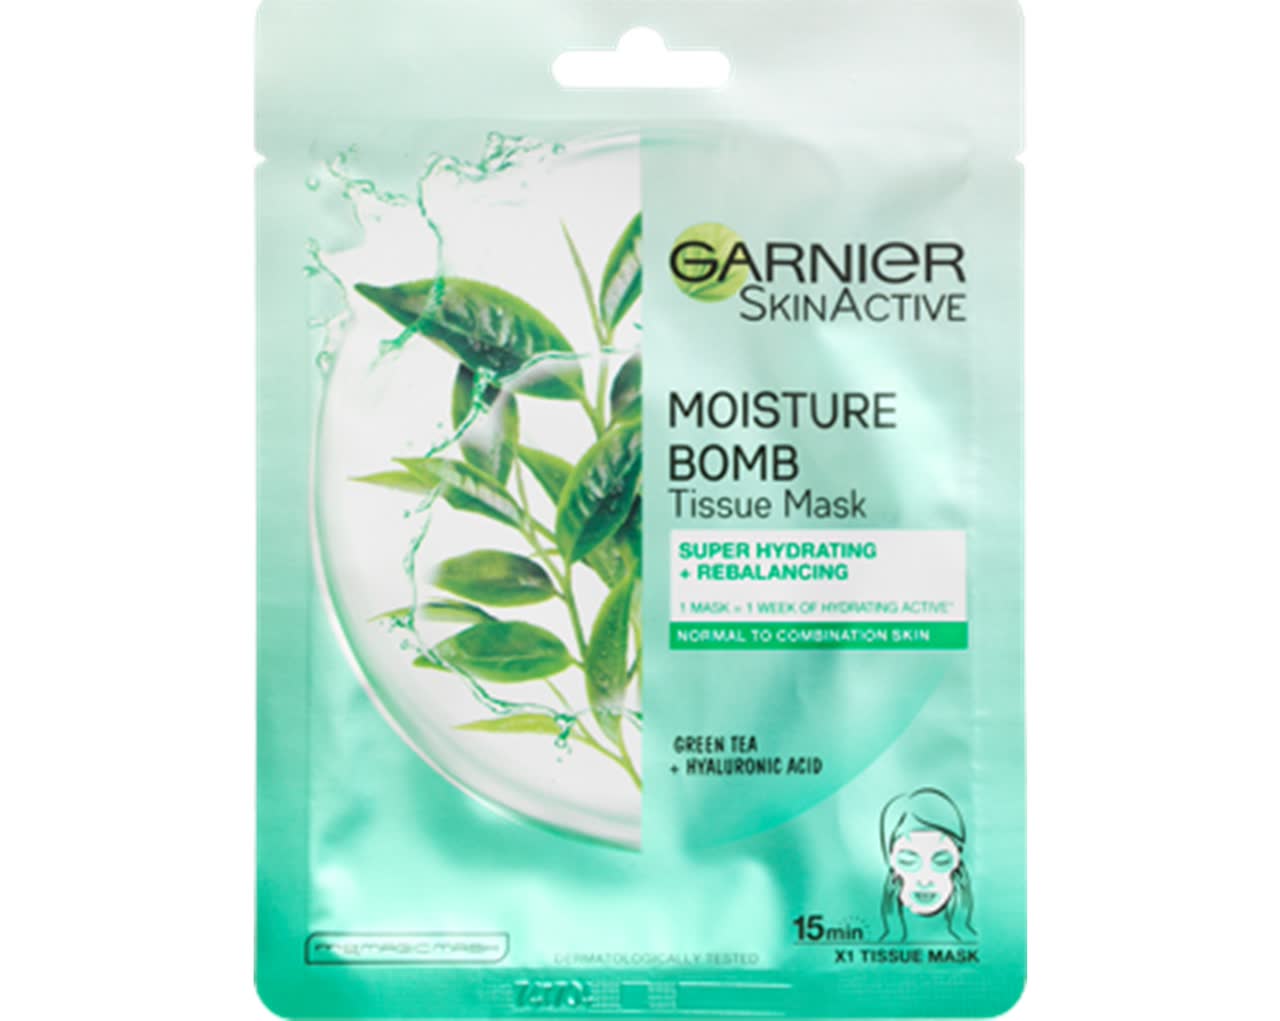 GARNIER
SKINACTIVE
MOISTURE
BOMB
Tissue Mask
SUPER HYDRATING
+ REBALANCING
1 MASK = 1 WEEK OF HYDRATING ACTIVE*
NORMAL TO COMBINATION SKIN
GREEN TEA
+ HYALURONIC ACID
15min
X1 TISSUE MASK
DERMATOLOGICALLY TESTED